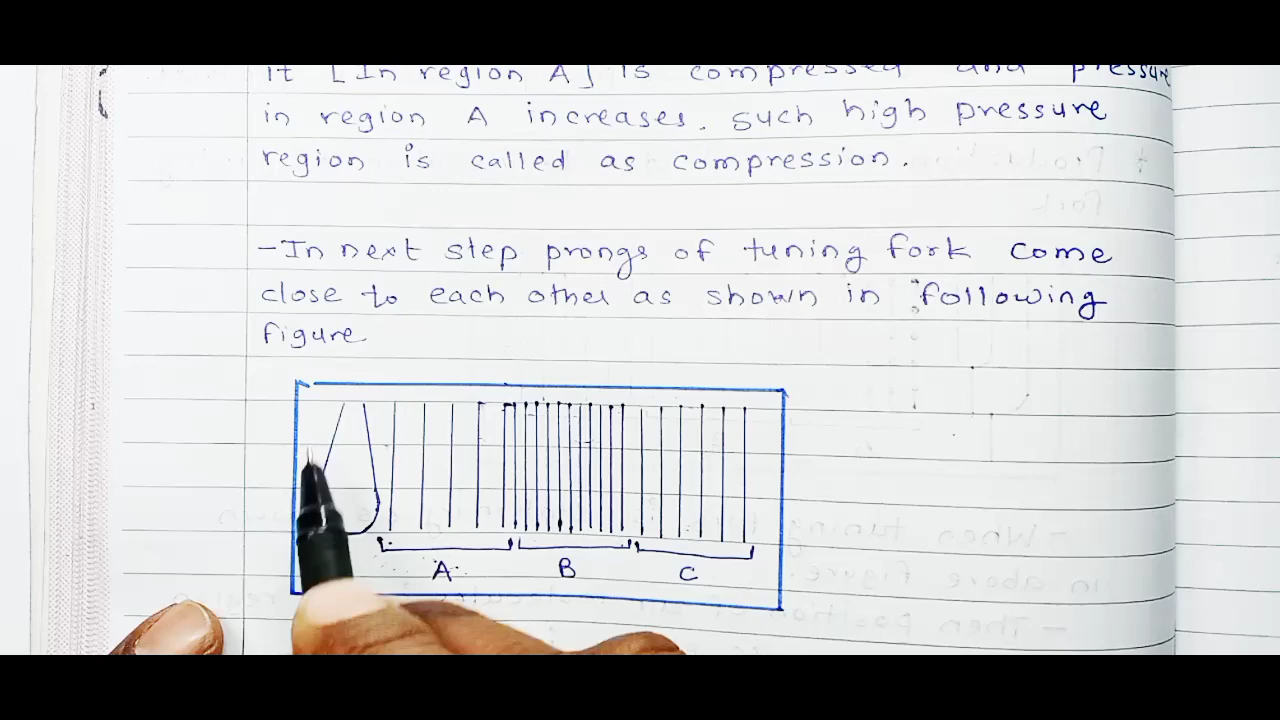 it [In region A] is compressed and pressure
in region A increases. such high pressure
region is called as compression.
- In next step prongs of tuning fork come
close to each other as shown in following
figure
A B C